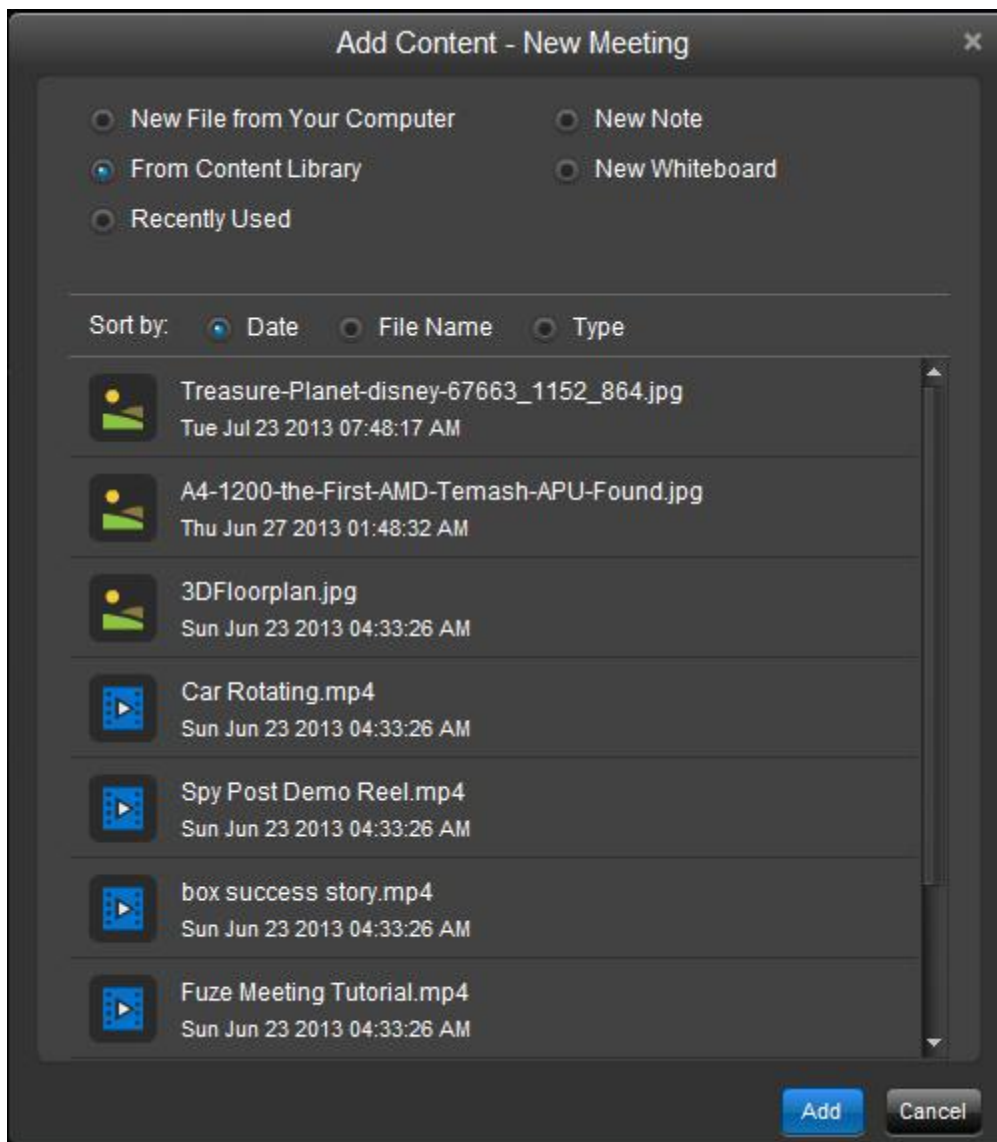 Add Content - New Meeting
New File from Your Computer
New Note
From Content Library
New Whiteboard
Recently Used
Sort by: Date File Name Type
Treasure-Planet-disney-67663_1152_864.jpg
Tue Jul 23 2013 07:48:17 AM
A4-1200-the-First-AMD-Temash-APU-Found.jpg
Thu Jun 27 2013 01:48:32 AM
3DFloorplan.jpg
Sun Jun 23 2013 04:33:26 AM
Car Rotating.mp4
Sun Jun 23 2013 04:33:26 AM
Spy Post Demo Reel.mp4
Sun Jun 23 2013 04:33:26 AM
box success story.mp4
Sun Jun 23 2013 04:33:26 AM
Fuze Meeting Tutorial.mp4
Sun Jun 23 2013 04:33:26 AM
Add Cancel